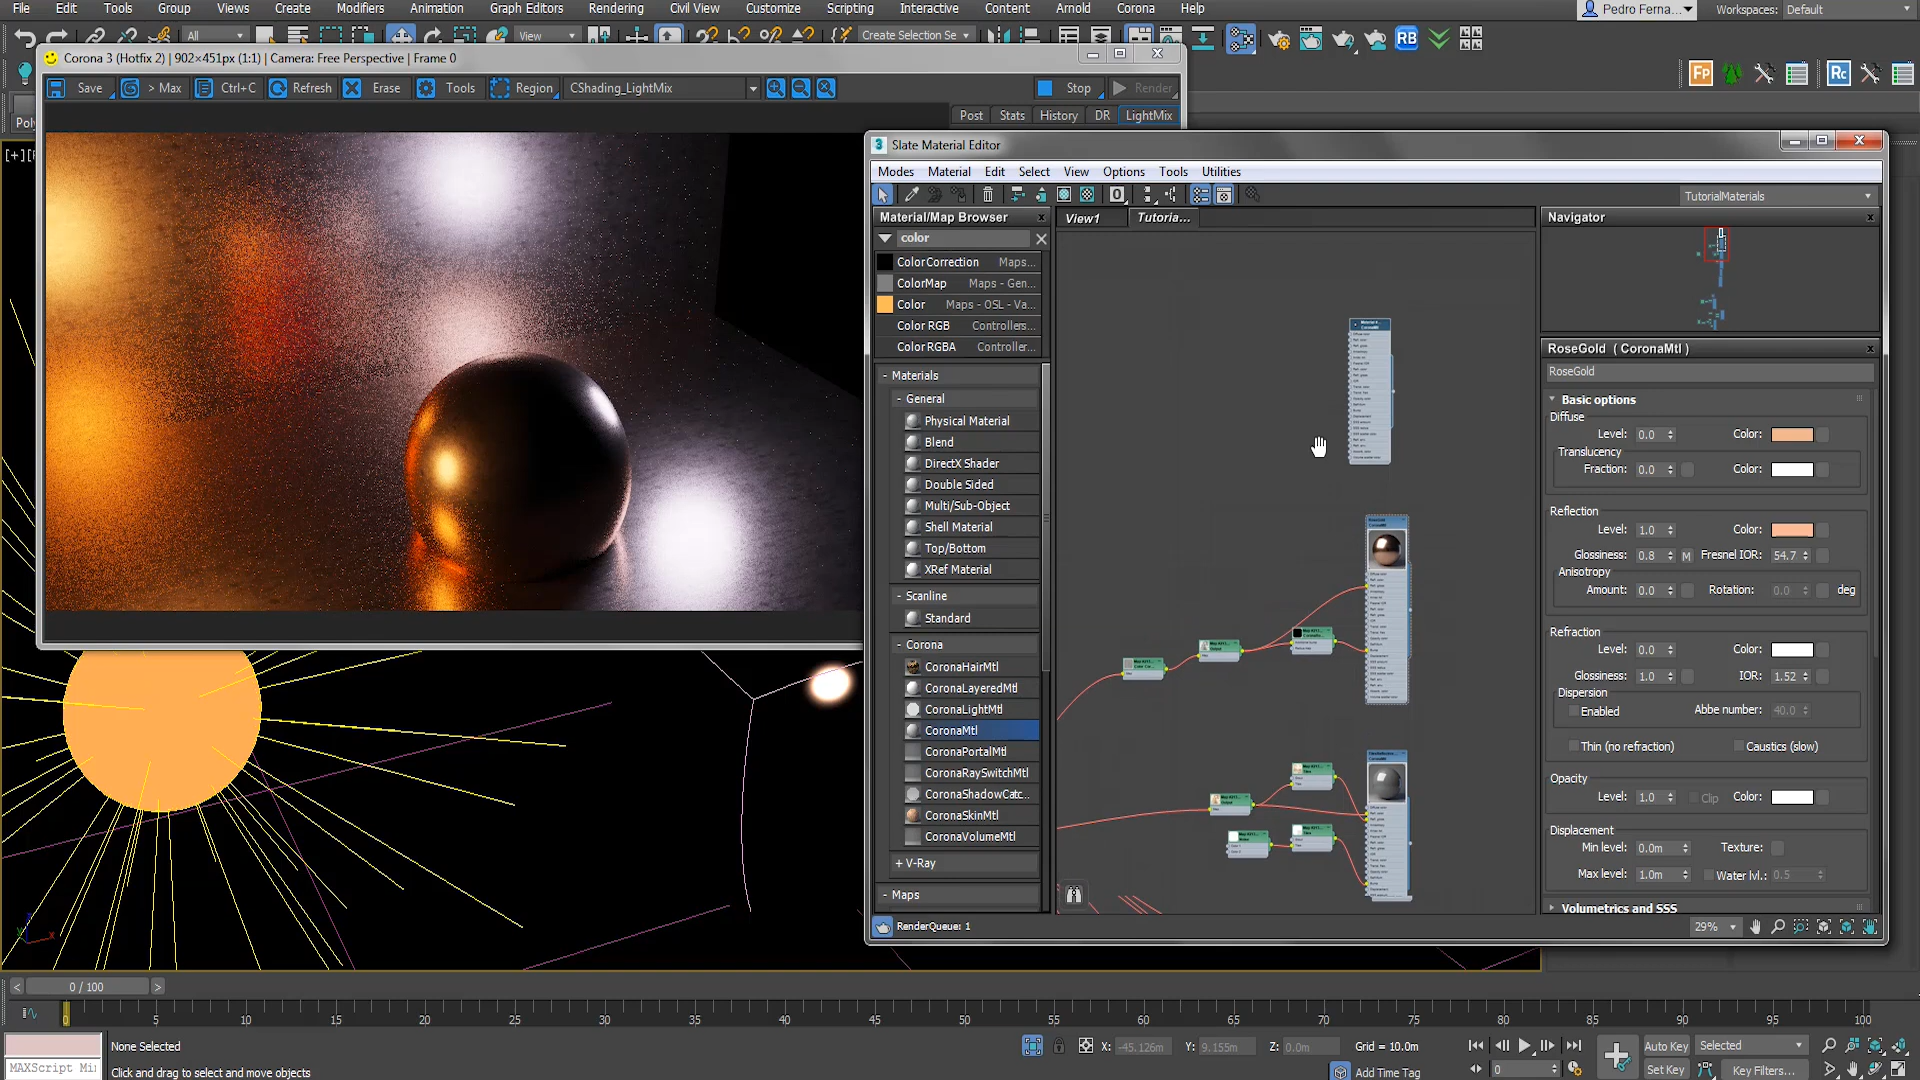 File Edit Tools Group Views Create Modifiers Animation Graph Editors Rendering Civil View Customize Scripting Interactive Content Arnold Corona Help
Pedro Ferna... Workspaces: Default
All View Create Selection Se RB
Corona 3 (Hotfix 2) | 902×451px (1:1) | Camera: Free Perspective | Frame 0
Fp Rc
Save > Max Ctrl+C Refresh Erase Tools Region CShading_LightMix Stop Render
Post Stats History DR LightMix
Slate Material Editor
Modes Material Edit Select View Options Tools Utilities
TutorialMaterials
Material/Map Browser
View1 Tutoria...
Navigator
color
ColorCorrection Maps...
ColorMap Maps - Gen...
Color Maps - OSL - Va...
Color RGB Controllers...
Color RGBA Controller...
- Materials
- General
Physical Material
Blend
DirectX Shader
Double Sided
Multi/Sub-Object
Shell Material
Top/Bottom
XRef Material
- Scanline
Standard
- Corona
CoronaHairMtl
CoronaLayeredMtl
CoronaLightMtl
CoronaMtl
CoronaPortalMtl
CoronaRaySwitchMtl
CoronaShadowCatc...
CoronaSkinMtl
CoronaVolumeMtl
+ V-Ray
- Maps
RoseGold ( CoronaMtl )
RoseGold
Basic options
Diffuse
Level: 0.0 Color:
Translucency
Fraction: 0.0 Color:
Reflection
Level: 1.0 Color:
Glossiness: 0.8 M Fresnel IOR: 54.7
Anisotropy
Amount: 0.0 Rotation: 0.0 deg
Refraction
Level: 0.0 Color:
Glossiness: 1.0 IOR: 1.52
Dispersion
Enabled Abbe number: 40.0
Thin (no refraction) Caustics (slow)
Opacity
Level: 1.0 Clip Color:
Displacement
Min level: 0.0m Texture:
Max level: 1.0m Water lvl.: 0.5
Volumetrics and SSS
RenderQueue: 1
29%
0 / 100
0 5 10 15 20 25 30 35 40 45 50 55 60 65 70 75 80 85 90 95 100
None Selected
X: -45.126m Y: 9.155m Z: 0.0m Grid = 10.0m
Auto Key Selected
MAXScript Mi
Click and drag to select and move objects
Add Time Tag
0
Set Key Key Filters...